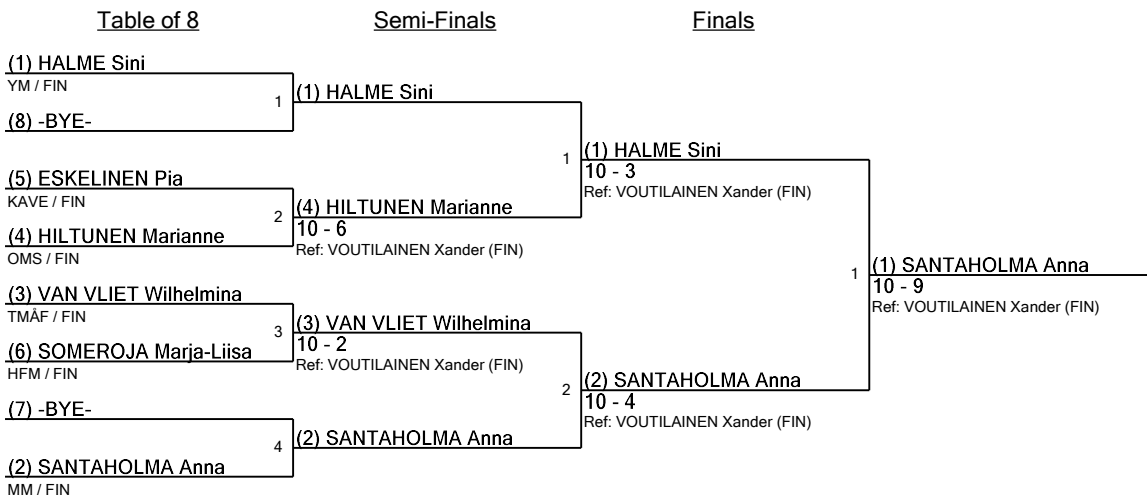 Table of 8
Semi-Finals
Finals
(1) HALME Sini
YM / FIN
1
(8) -BYE-
(1) HALME Sini
(5) ESKELINEN Pia
KAVE / FIN
2
(4) HILTUNEN Marianne
OMS / FIN
(4) HILTUNEN Marianne
10 - 6
Ref: VOUTILAINEN Xander (FIN)
1
(1) HALME Sini
10 - 3
Ref: VOUTILAINEN Xander (FIN)
(3) VAN VLIET Wilhelmina
TMÅF / FIN
3
(6) SOMEROJA Marja-Liisa
HFM / FIN
(3) VAN VLIET Wilhelmina
10 - 2
Ref: VOUTILAINEN Xander (FIN)
(7) -BYE-
4
(2) SANTAHOLMA Anna
MM / FIN
(2) SANTAHOLMA Anna
2
(2) SANTAHOLMA Anna
10 - 4
Ref: VOUTILAINEN Xander (FIN)
1
(1) SANTAHOLMA Anna
10 - 9
Ref: VOUTILAINEN Xander (FIN)